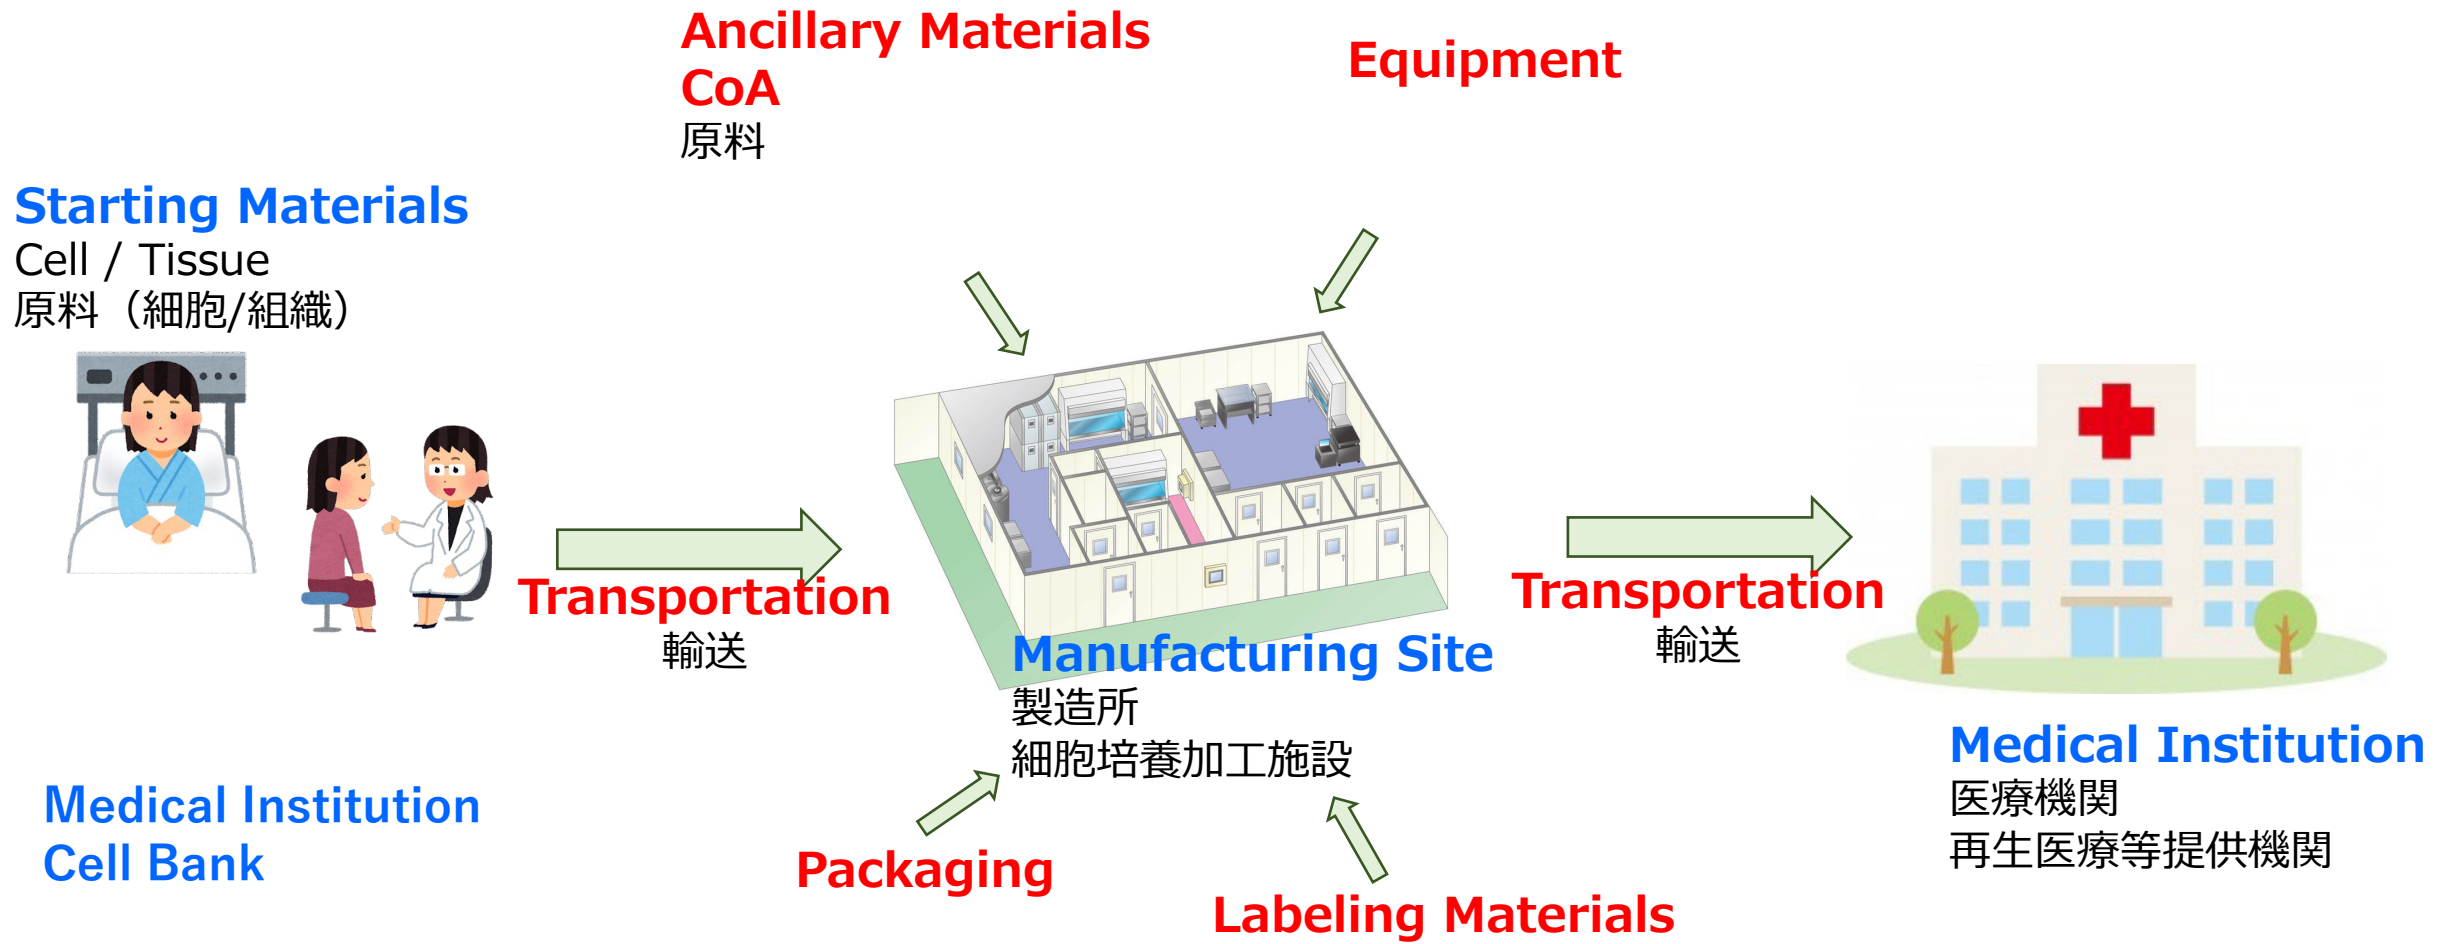 Ancillary Materials
CoA
原料
Equipment
Starting Materials
Cell / Tissue
原料（細胞/組織）
Transportation
輸送
Manufacturing Site
製造所
細胞培養加工施設
Transportation
輸送
Medical Institution
Cell Bank
Packaging
Labeling Materials
Medical Institution
医療機関
再生医療等提供機関